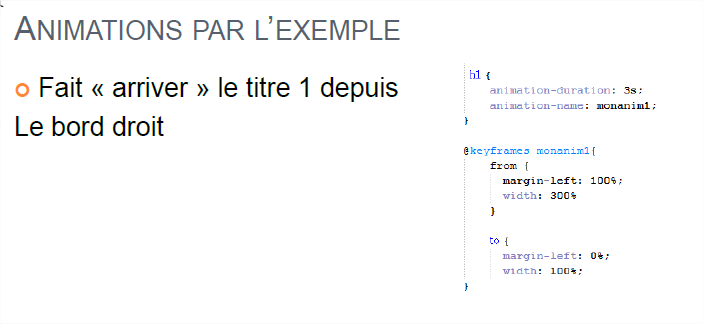 ANIMATIONS PAR L'EXEMPLE
Fait « arriver » le titre 1 depuis
Le bord droit
h1 {
animation-duration: 3s;
animation-name: monanim1;
}
@keyframes monanim1{
from {
margin-left: 100%;
width: 300%
}
to {
margin-left: 0%;
width: 100%;
}